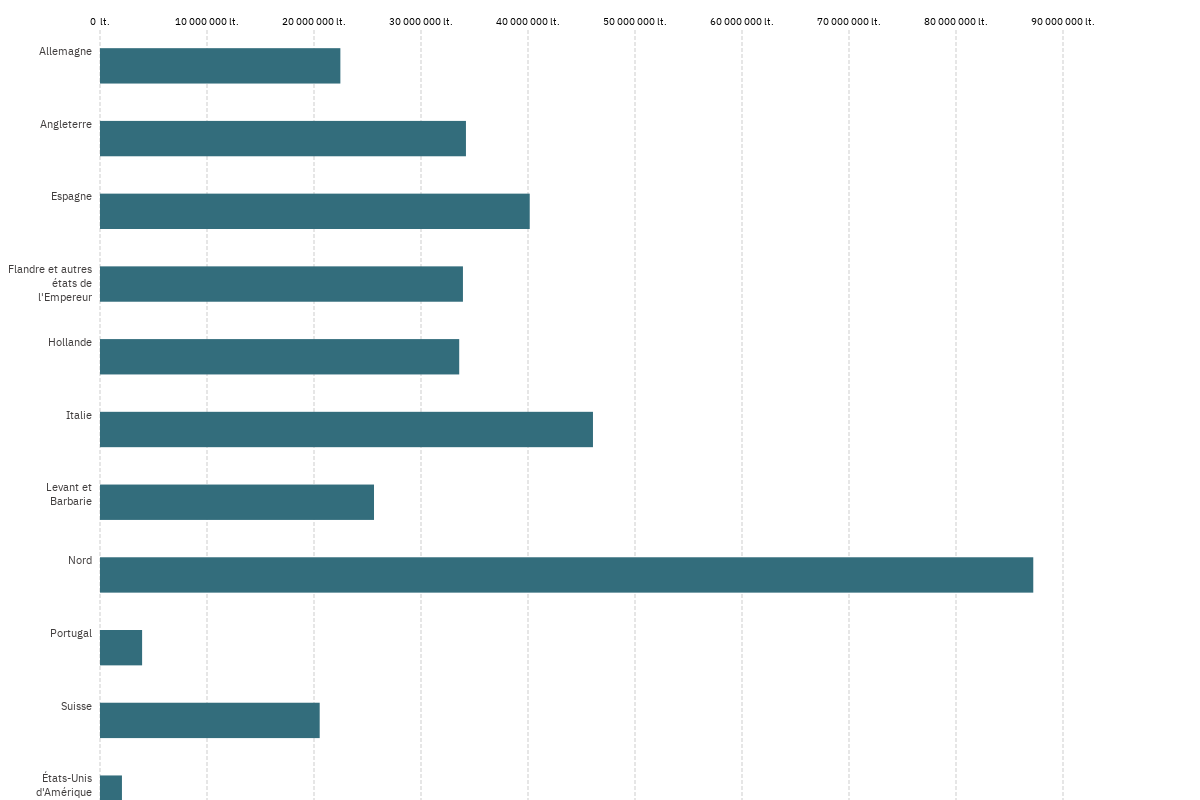 0 lt. 10 000 000 lt. 20 000 000 lt. 30 000 000 lt. 40 000 000 lt. 50 000 000 lt. 60 000 000 lt. 70 000 000 lt. 80 000 000 lt. 90 000 000 lt.
Allemagne
Angleterre
Espagne
Flandre et autres
états de
l'Empereur
Hollande
Italie
Levant et
Barbarie
Nord
Portugal
Suisse
États-Unis
d'Amérique